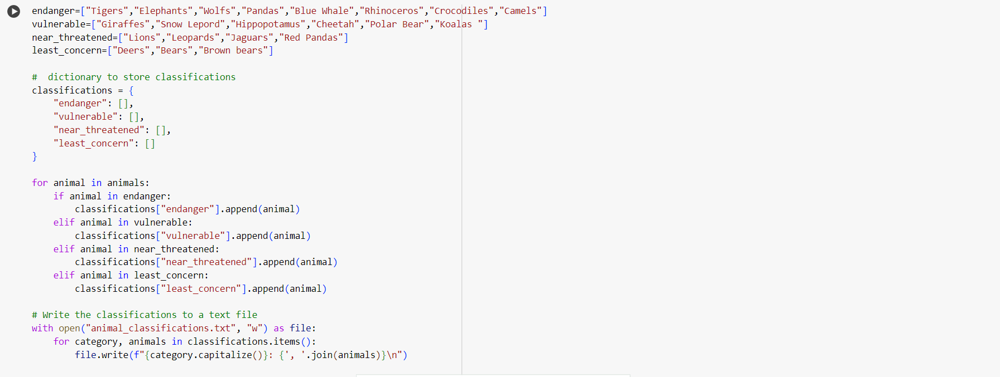 endanger=["Tigers","Elephants","Wolfs","Pandas","Blue Whale","Rhinoceros","Crocodiles","Camels"]
vulnerable=["Giraffes","Snow Lepord","Hippopotamus","Cheetah","Polar Bear","Koalas "]
near_threatened=["Lions","Leopards","Jaguars","Red Pandas"]
least_concern=["Deers","Bears","Brown bears"]

#  dictionary to store classifications
classifications = {
    "endanger": [],
    "vulnerable": [],
    "near_threatened": [],
    "least_concern": []
}

for animal in animals:
    if animal in endanger:
        classifications["endanger"].append(animal)
    elif animal in vulnerable:
        classifications["vulnerable"].append(animal)
    elif animal in near_threatened:
        classifications["near_threatened"].append(animal)
    elif animal in least_concern:
        classifications["least_concern"].append(animal)

# Write the classifications to a text file
with open("animal_classifications.txt", "w") as file:
    for category, animals in classifications.items():
        file.write(f"{category.capitalize()}: {', '.join(animals)}\n")